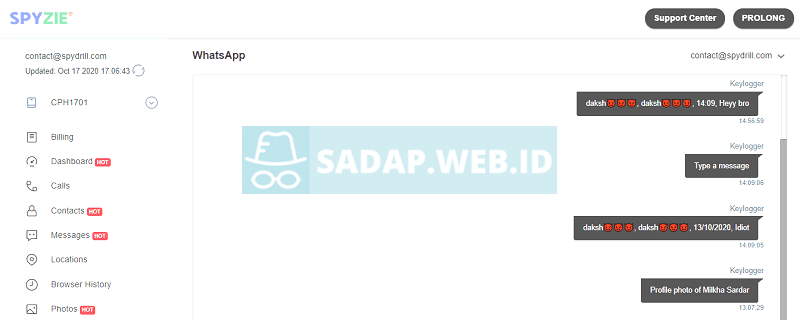 SPYZIE
Support Center
PROLONG
contact@spydrill.com
Updated: Oct 17 2020 17:06:43
WhatsApp
contact@spydrill.com
CPH1701
Billing
Dashboard HOT
Calls
Contacts HOT
Messages HOT
Locations
Browser History
Photos HOT
SADAP.WEB.ID
Keylogger
daksh👿👿👿, daksh👿👿👿, 14:09, Heyy bro
14:56:59
Keylogger
Type a message
14:09:06
Keylogger
daksh👿👿👿, daksh👿👿👿, 13/10/2020, Idiot
14:09:05
Keylogger
Profile photo of Milkha Sardar
13:07:29